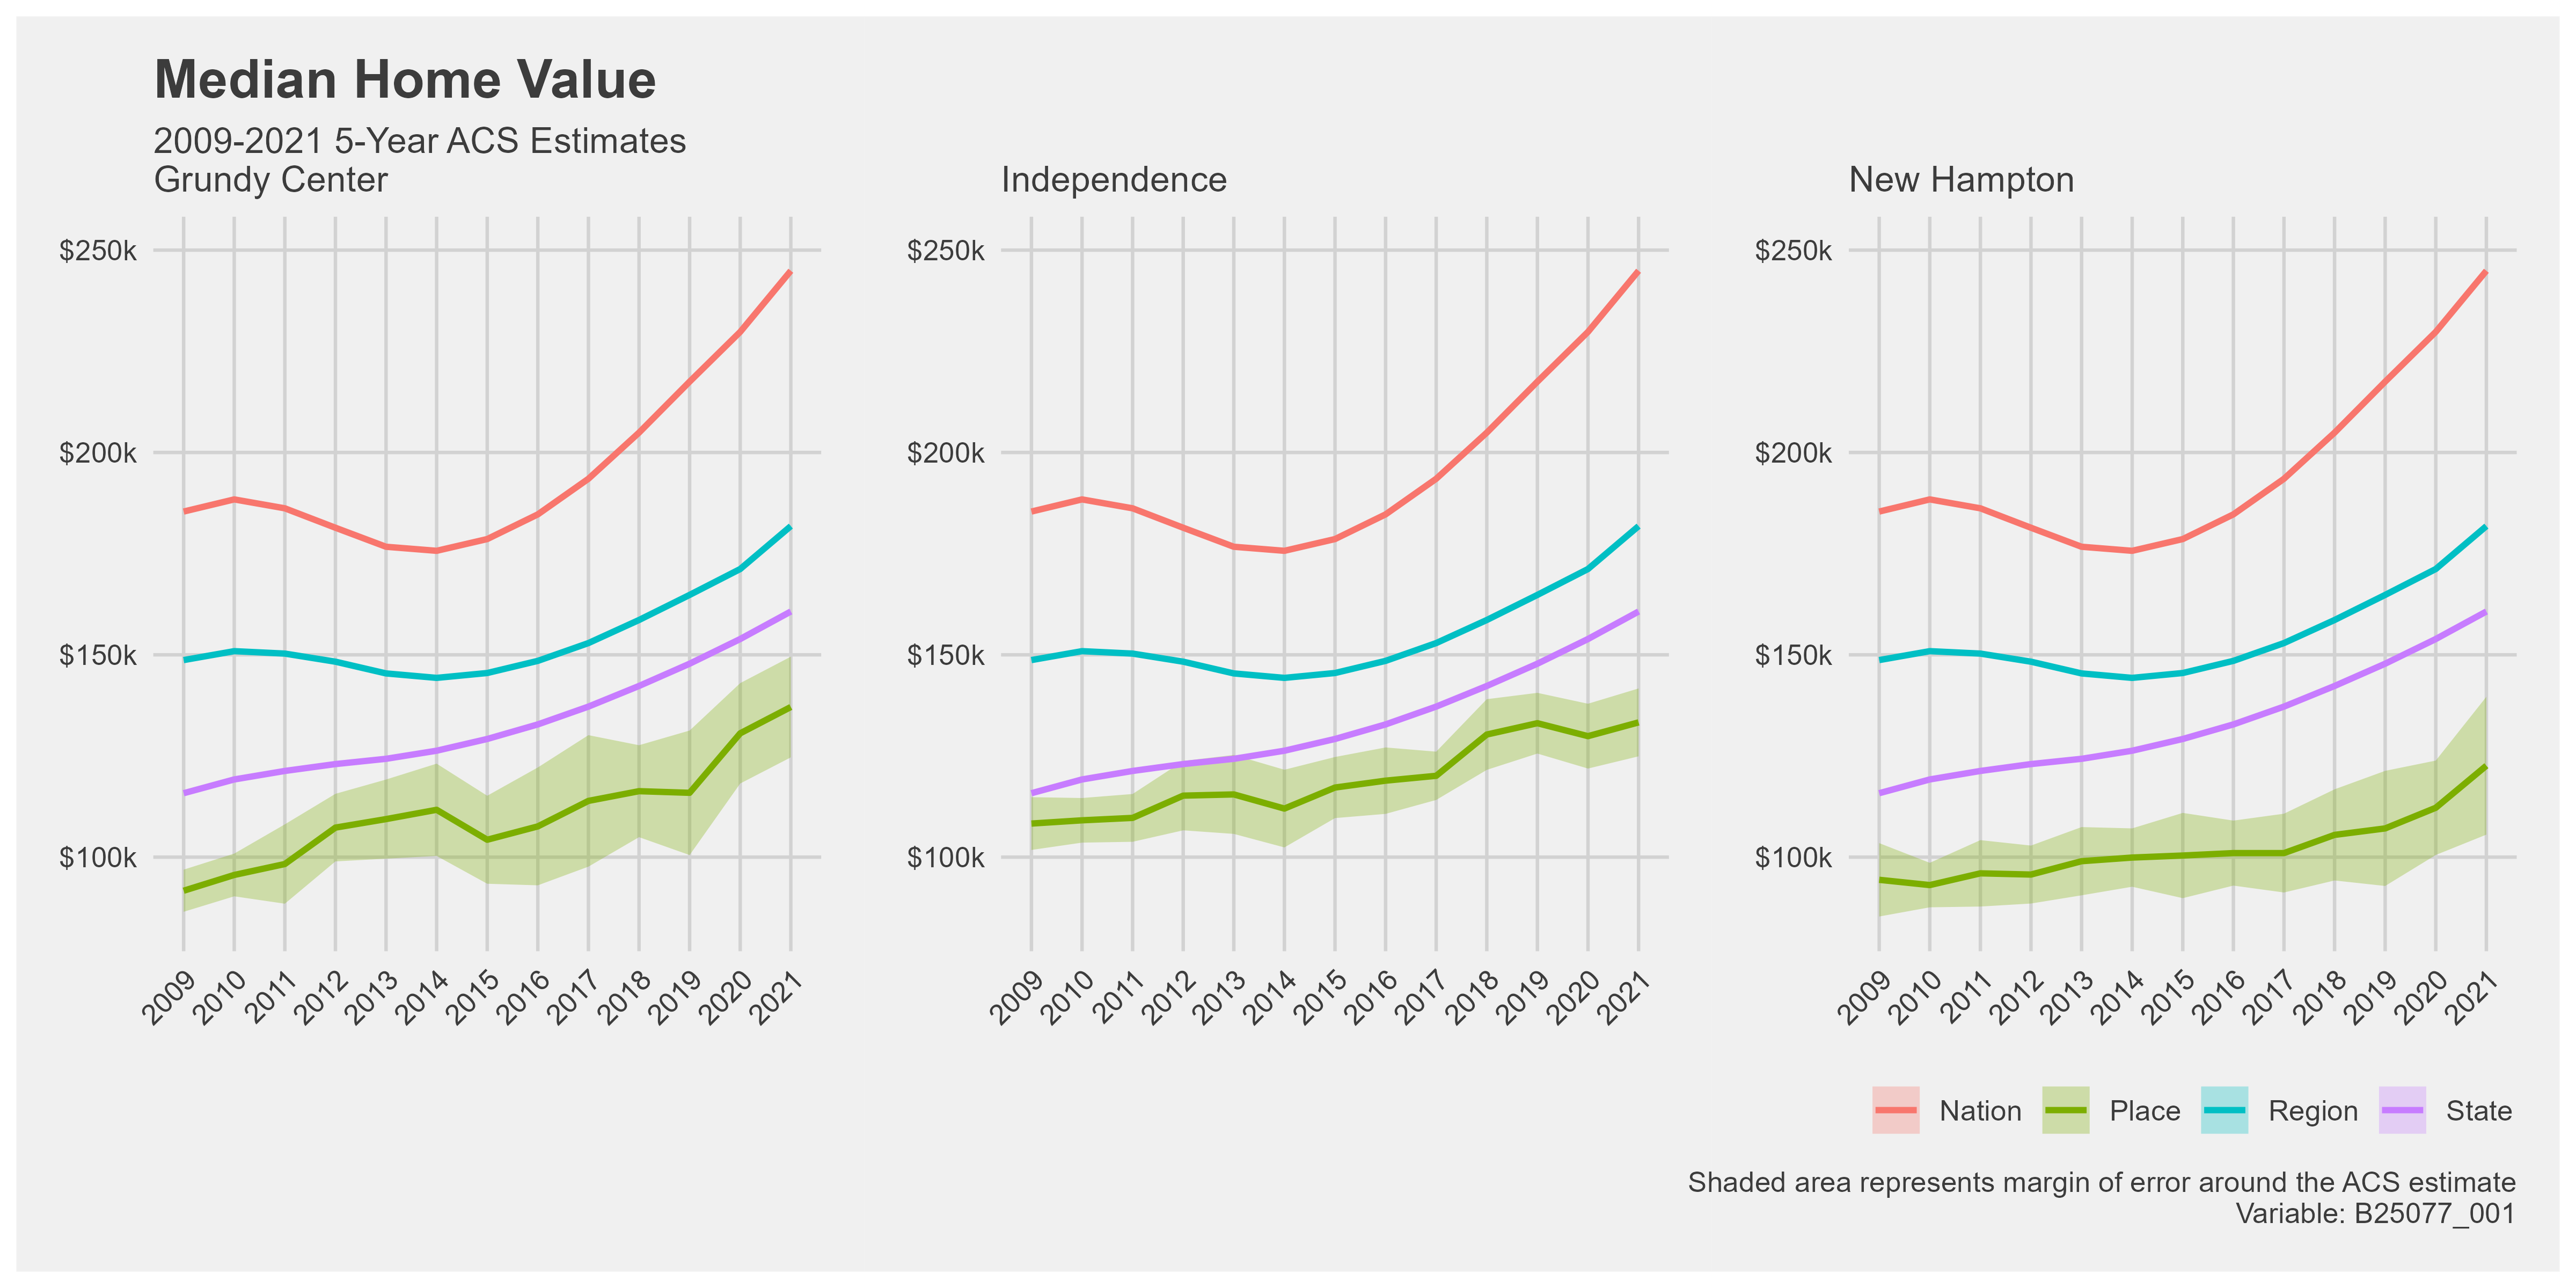 Median Home Value
2009-2021 5-Year ACS Estimates
Grundy Center
$250k
$200k
$150k
$100k
2009 2010 2011 2012 2013 2014 2015 2016 2017 2018 2019 2020 2021
Independence
$250k
$200k
$150k
$100k
2009 2010 2011 2012 2013 2014 2015 2016 2017 2018 2019 2020 2021
New Hampton
$250k
$200k
$150k
$100k
2009 2010 2011 2012 2013 2014 2015 2016 2017 2018 2019 2020 2021
Nation Place Region State
Shaded area represents margin of error around the ACS estimate
Variable: B25077_001